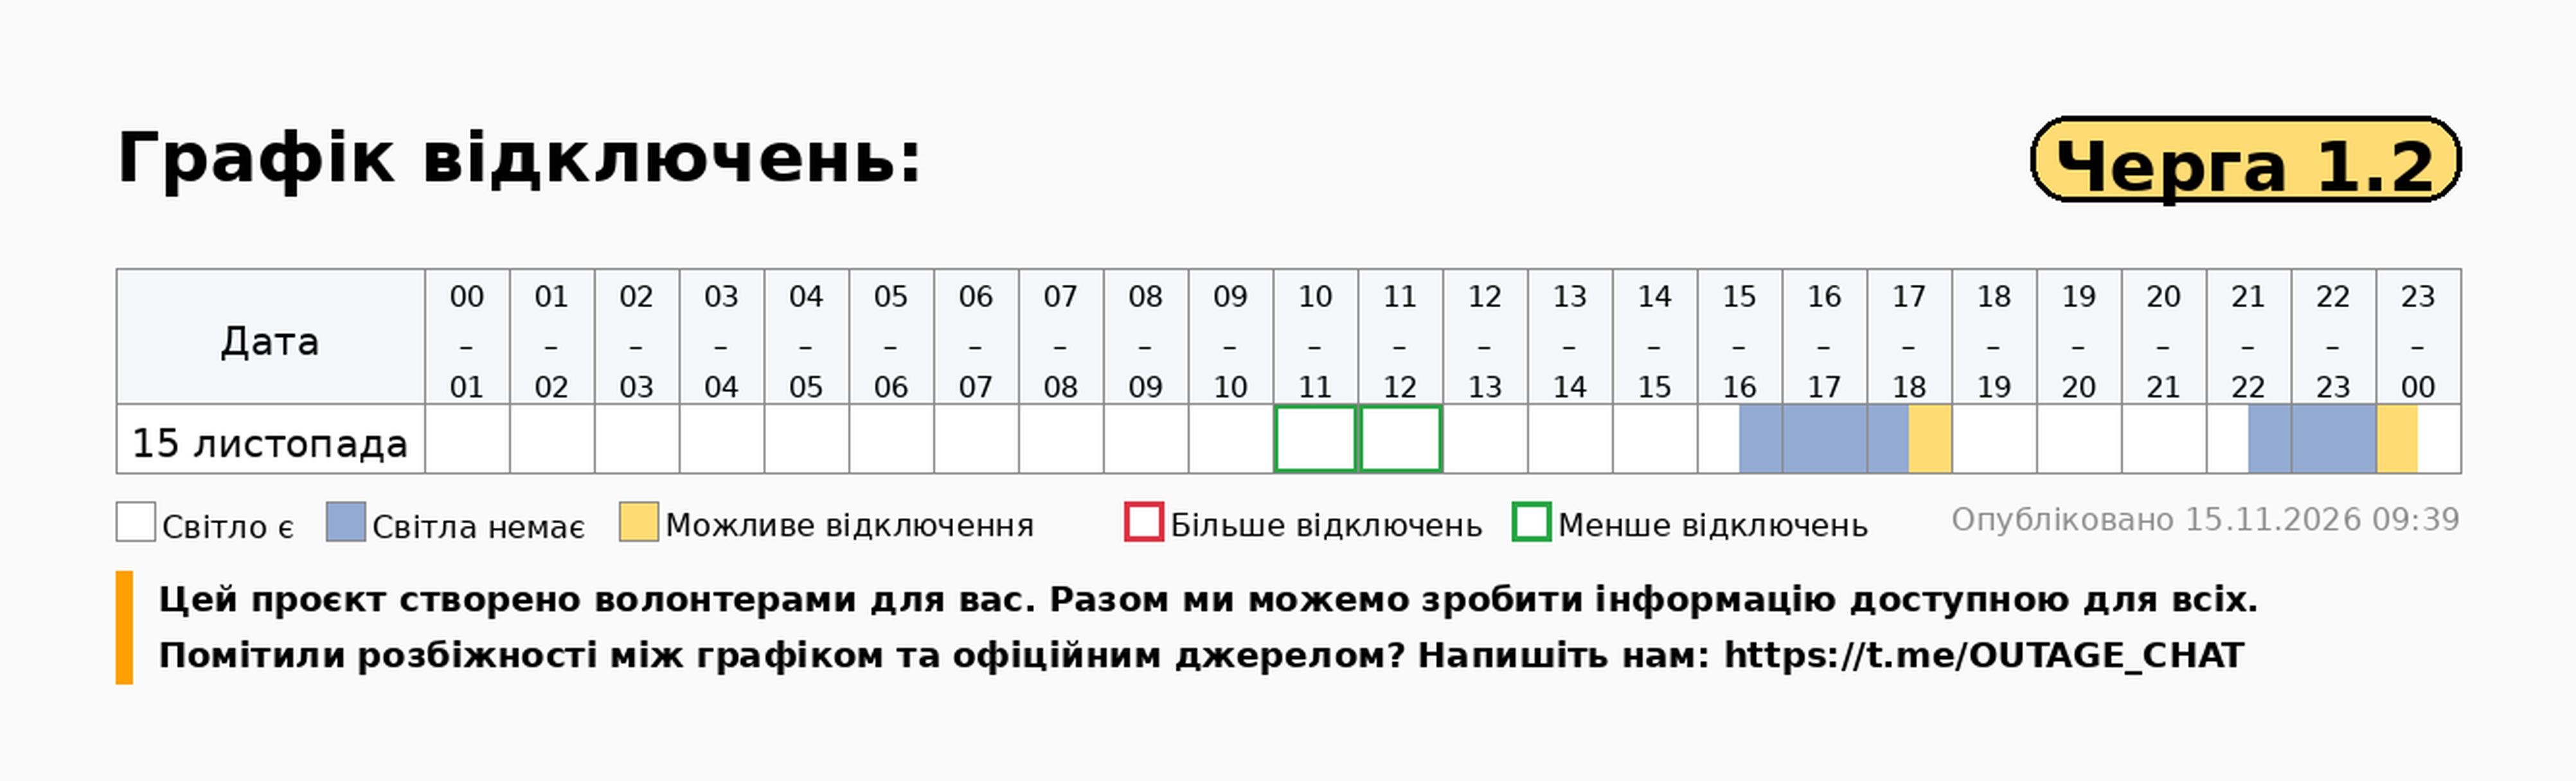 Графік відключень:
Черга 1.2
Дата 00 – 01 01 – 02 02 – 03 03 – 04 04 – 05 05 – 06 06 – 07 07 – 08 08 – 09 09 – 10 10 – 11 11 – 12 12 – 13 13 – 14 14 – 15 15 – 16 16 – 17 17 – 18 18 – 19 19 – 20 20 – 21 21 – 22 22 – 23 23 – 00
15 листопада
Світло є Світла немає Можливе відключення Більше відключень Менше відключень Опубліковано 15.11.2026 09:39
Цей проєкт створено волонтерами для вас. Разом ми можемо зробити інформацію доступною для всіх.
Помітили розбіжності між графіком та офіційним джерелом? Напишіть нам: https://t.me/OUTAGE_CHAT